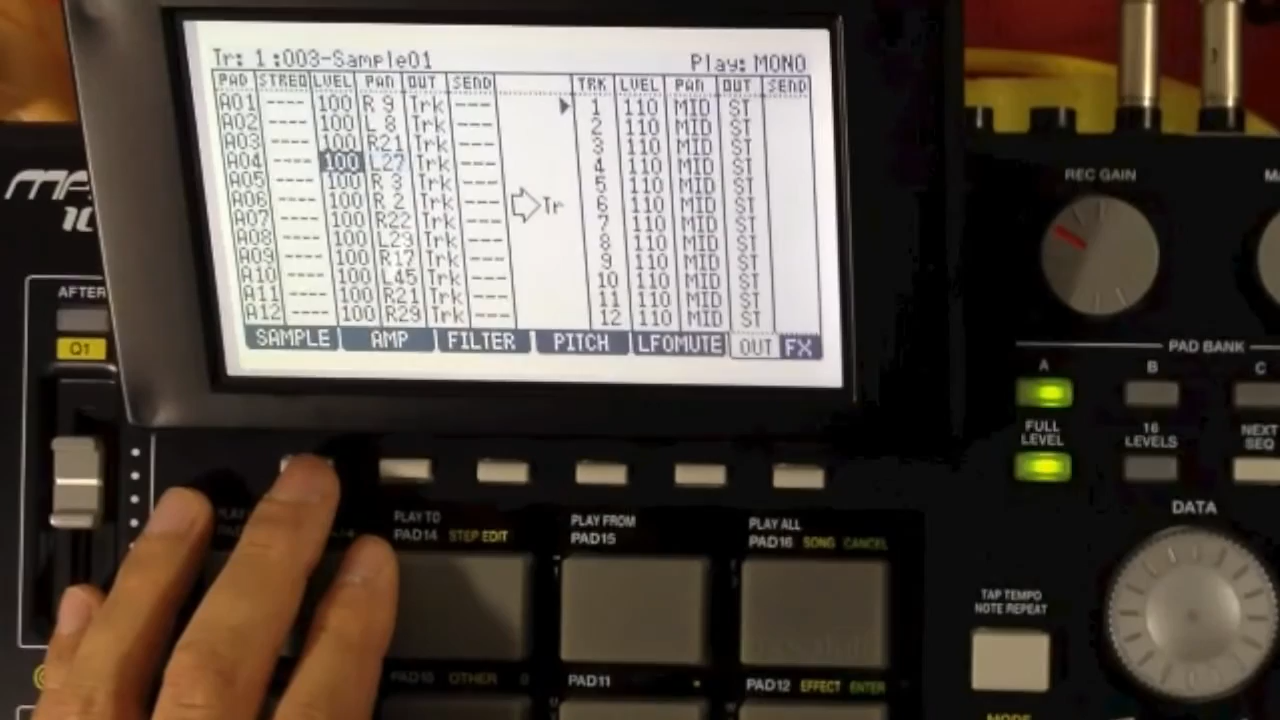 Tr: 1:003-Sample01 Play: MONO
PAD STREQ LVEL PAN OUT SEND TRK LVEL PAN OUT SEND
A01 ---- 100 R 9 Trk --- 1 110 MID ST
A02 ---- 100 L 8 Trk --- 2 110 MID ST
A03 ---- 100 R21 Trk --- 3 110 MID ST
A04 ---- 100 L27 Trk --- 4 110 MID ST
A05 ---- 100 R 3 Trk --- 5 110 MID ST
A06 ---- 100 R 2 Trk --- Tr 6 110 MID ST
A07 ---- 100 R22 Trk --- 7 110 MID ST
A08 ---- 100 L29 Trk --- 8 110 MID ST
A09 ---- 100 R17 Trk --- 9 110 MID ST
A10 ---- 100 L45 Trk --- 10 110 MID ST
A11 ---- 100 R21 Trk --- 11 110 MID ST
A12 ---- 100 R29 Trk --- 12 110 MID ST
SAMPLE AMP FILTER PITCH LFOMUTE OUT FX
AFTER
Q1
REC GAIN
PAD BANK
A B C
FULL LEVEL
16 LEVELS
NEXT SEQ
DATA
PLAY TO
PAD14 STEP EDIT
PLAY FROM
PAD15
PLAY ALL
PAD16 SONG CANCEL
TAP TEMPO
NOTE REPEAT
PAD10 OTHER
PAD11
PAD12 EFFECT ENTER
MODE